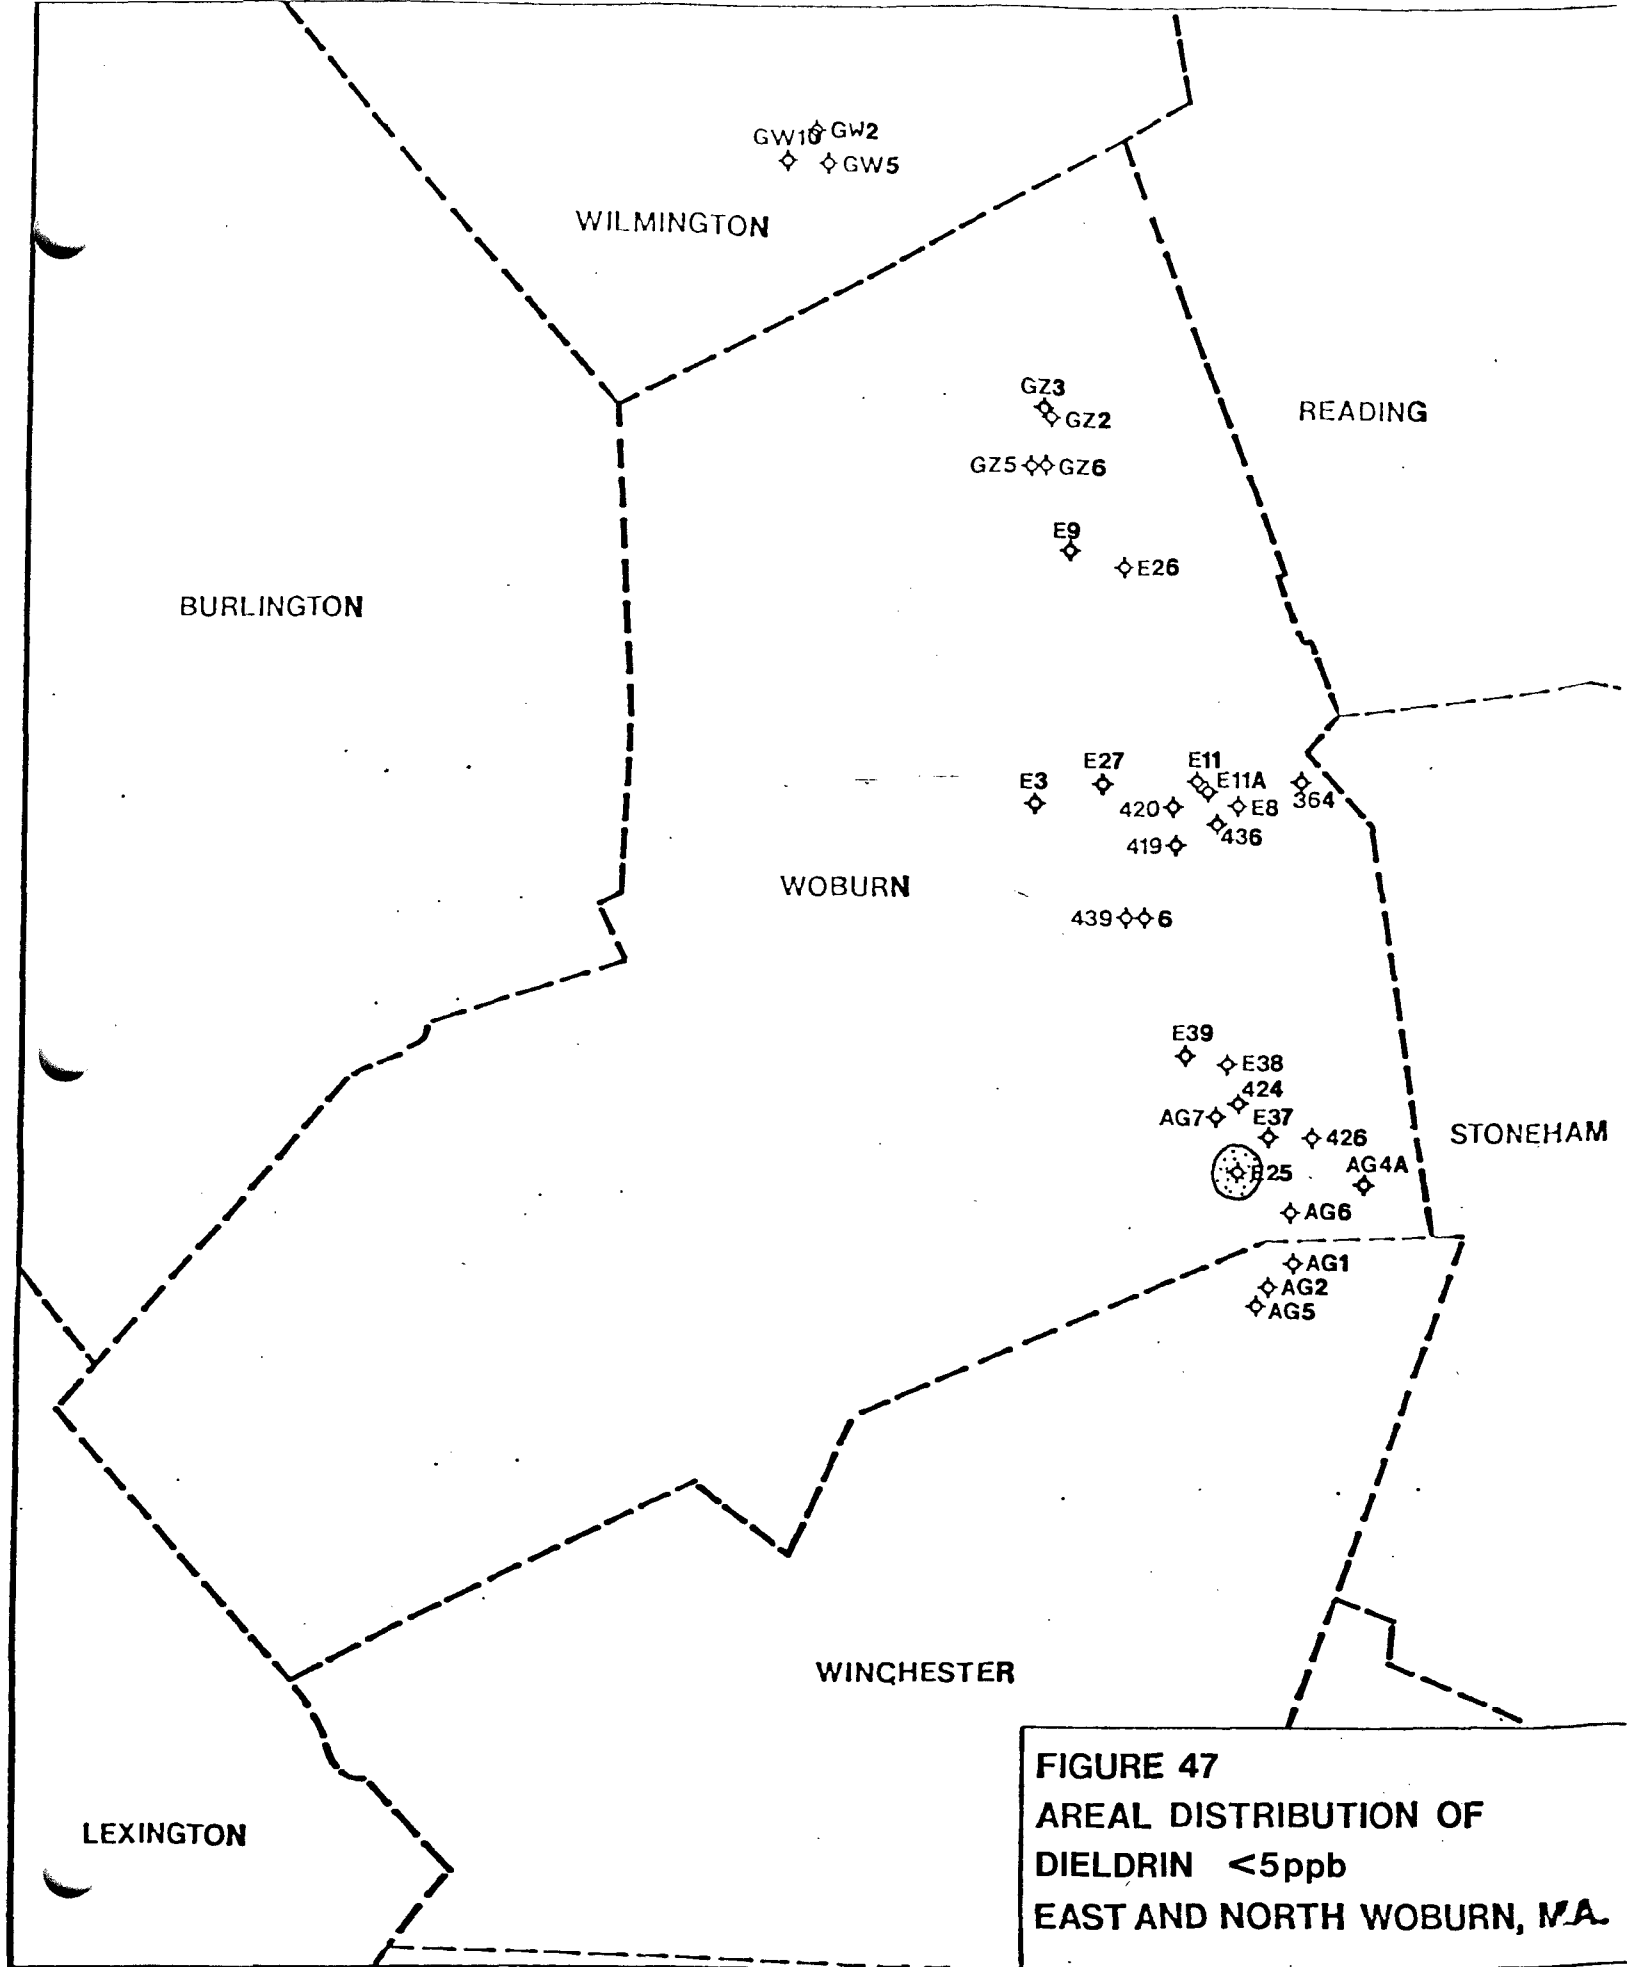 GW10 GW2
GW5
WILMINGTON
GZ3
GZ2
READING
GZ5 GZ6
E9
E26
BURLINGTON
E27 E11
E3 E11A
420 E8 364
436
419
WOBURN
439 6
E39
E38
424
AG7 E37
426 STONEHAM
E25 AG4A
AG6
AG1
AG2
AG5
WINCHESTER
LEXINGTON
FIGURE 47
AREAL DISTRIBUTION OF
DIELDRIN <5ppb
EAST AND NORTH WOBURN, MA.